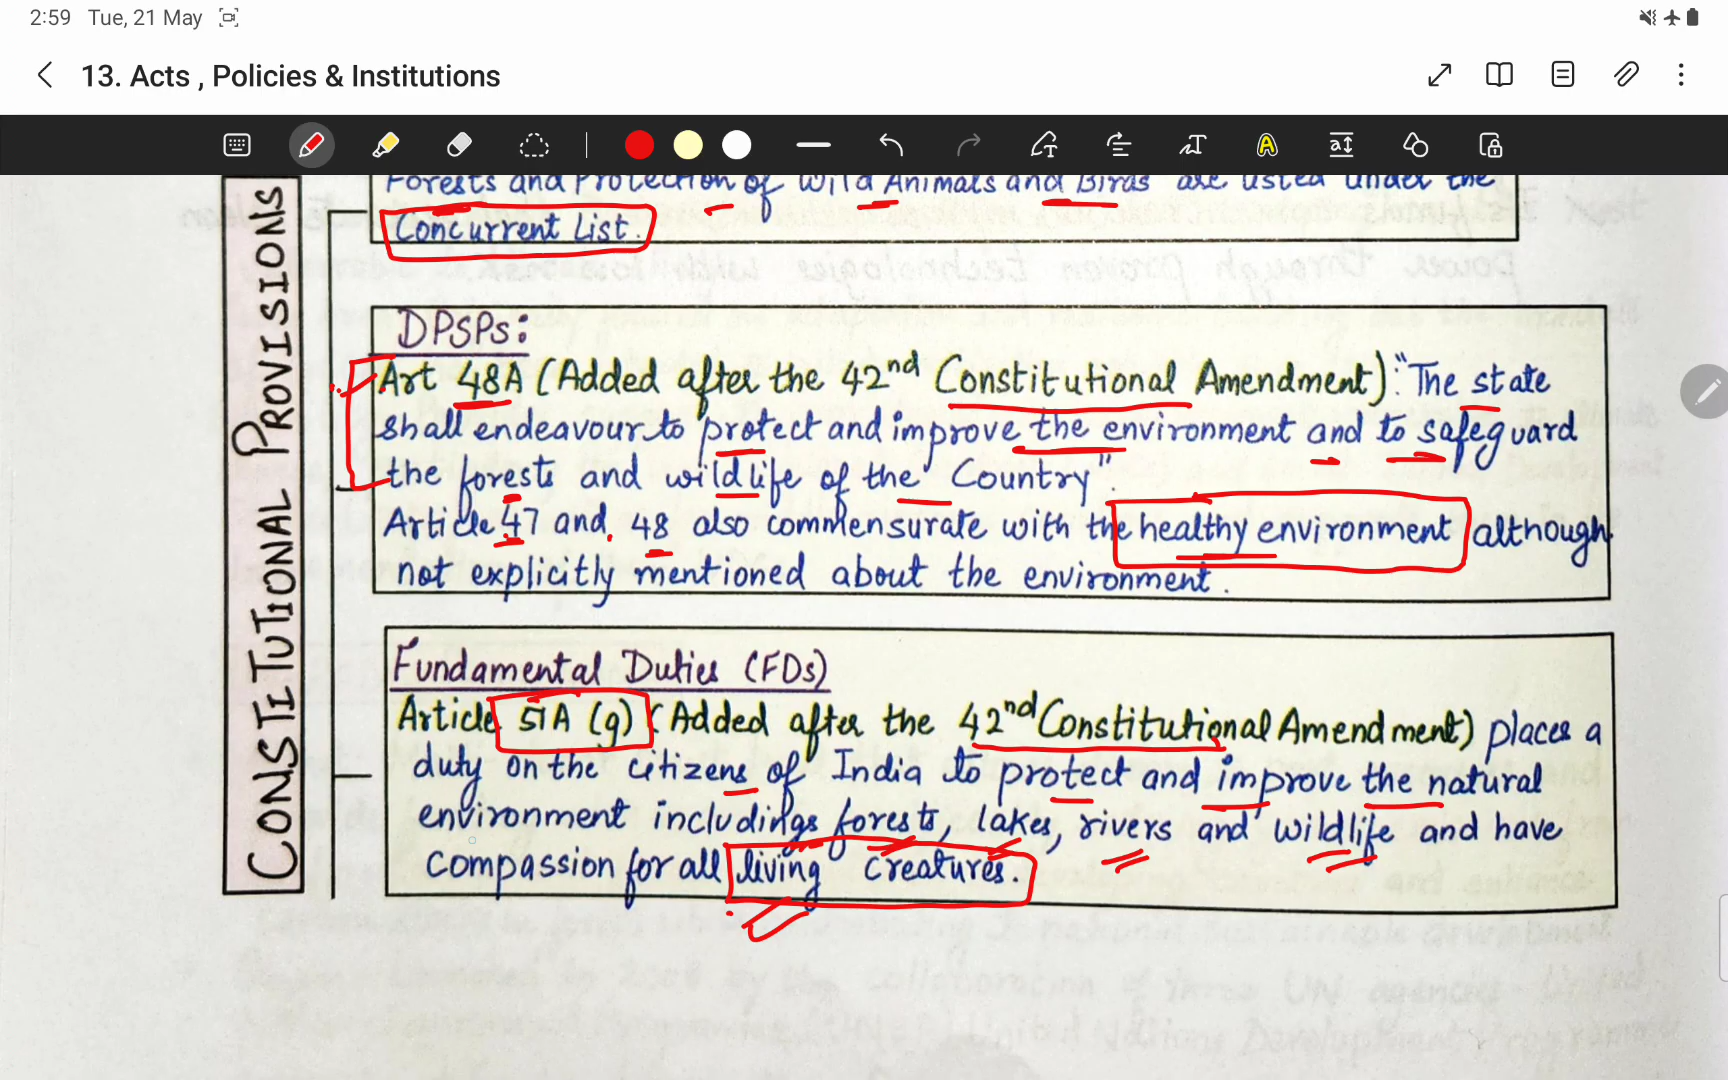 2:59 Tue, 21 May
13. Acts , Policies & Institutions
Forests and Protection of Wild Animals and Birds are listed under the
Concurrent List.
CONSTITUTIONAL PROVISIONS
DPSPs:
Art 48A (Added after the 42nd Constitutional Amendment): "The state
shall endeavour to protect and improve the environment and to safeguard
the forests and wildlife of the Country".
Article 47 and 48 also commensurate with the healthy environment although
not explicitly mentioned about the environment.
Fundamental Duties (FDs)
Article 51A (g) (Added after the 42nd Constitutional Amendment) places a
duty on the citizens of India to protect and improve the natural
environment includings forests, lakes, rivers and wildlife and have
compassion for all living creatures.